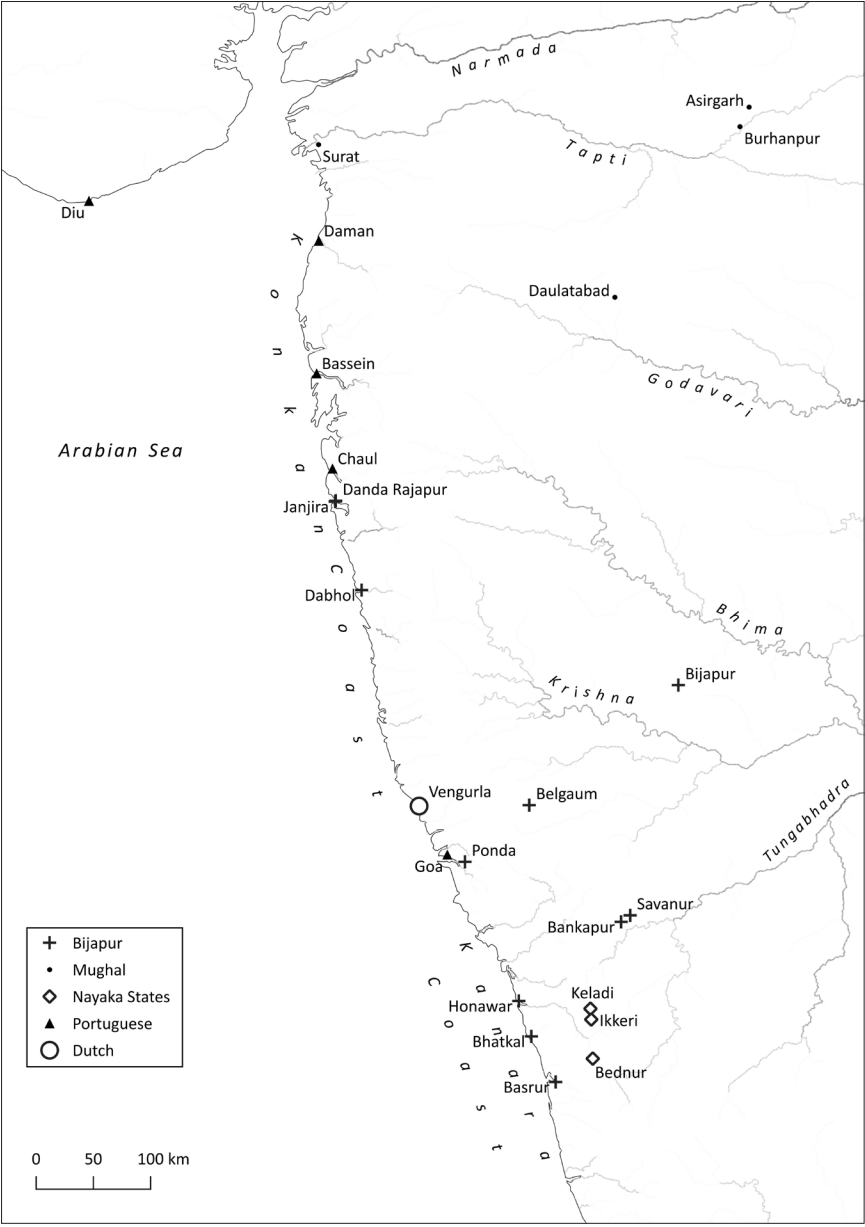 Narmada
Asirgarh
Burhanpur
Surat
Tapti
Diu
Daman
Daulatabad
Bassein
Godavari
Arabian Sea
Chaul
Danda Rajapur
Janjira
Konkan Coast
Dabhol
Bhima
Bijapur
Krishna
Vengurla
Belgaum
Tungabhadra
Ponda
Goa
Savanur
Bankapur
Keladi
Honawar
Ikkeri
Bhatkal
Bednur
Basrur
Kanara
Coast
Bijapur
Mughal
Nayaka States
Portuguese
Dutch
0 50 100 km